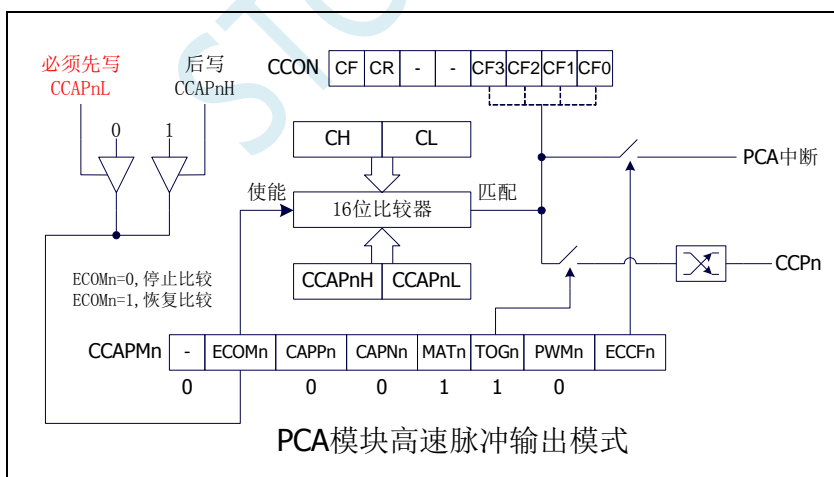 必须先写 后写 CCON CF CR - - CF3 CF2 CF1 CF0
CCAPnL CCAPnH
0 1
CH CL
PCA中断
使能 16位比较器 匹配
CCAPnH CCAPnL CCPn
ECOMn=0,停止比较
ECOMn=1,恢复比较
CCAPMn - ECOMn CAPPn CAPNn MATn TOGn PWMn ECCFn
0 0 0 1 1 0
PCA模块高速脉冲输出模式